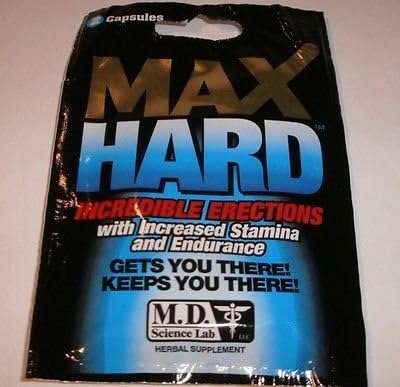 Capsules
MAX
HARD™
INCREDIBLE ERECTIONS
with Increased Stamina
and Endurance
GETS YOU THERE!
KEEPS YOU THERE!
M.D.
Science Lab LLC
HERBAL SUPPLEMENT